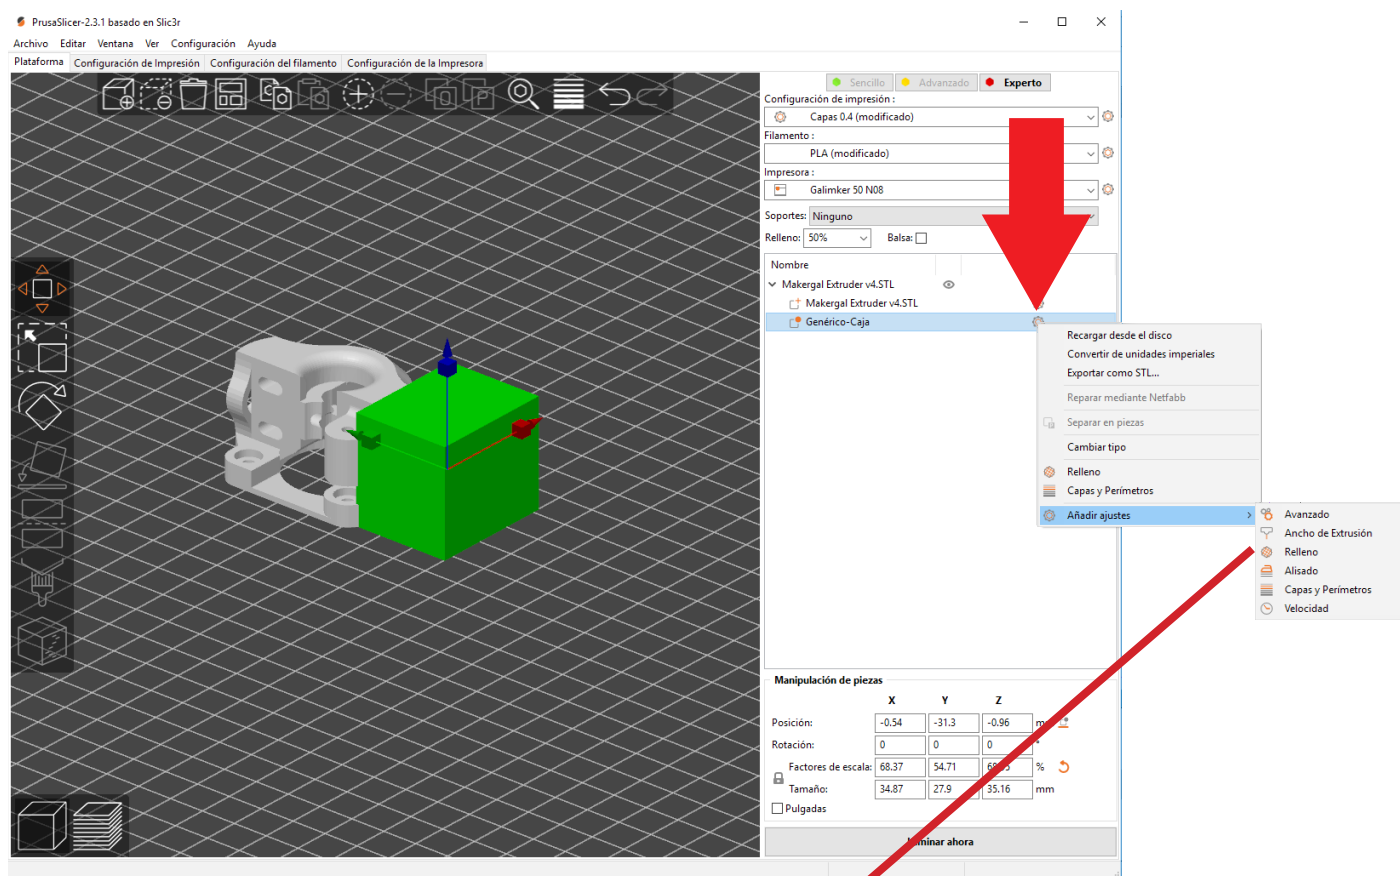 PrusaSlicer-2.3.1 basado en Slic3r
Archivo Editar Ventana Ver Configuración Ayuda
Plataforma Configuración de Impresión Configuración del filamento Configuración de la Impresora
Sencillo Avanzado Experto
Configuración de impresión :
Capas 0.4 (modificado)
Filamento :
PLA (modificado)
Impresora :
Galimker 50 N08
Soportes: Ninguno
Relleno: 50% Balsa:
Nombre
Makergal Extruder v4.STL
Makergal Extruder v4.STL
Genérico-Caja
Recargar desde el disco
Convertir de unidades imperiales
Exportar como STL...
Reparar mediante Netfabb
Separar en piezas
Cambiar tipo
Relleno
Capas y Perímetros
Añadir ajustes
Avanzado
Ancho de Extrusión
Relleno
Alisado
Capas y Perímetros
Velocidad
Manipulación de piezas
X Y Z
Posición: -0.54 -31.3 -0.96
Rotación: 0 0 0 °
Factores de escala: 68.37 54.71 %
Tamaño: 34.87 27.9 35.16 mm
Pulgadas
ahora